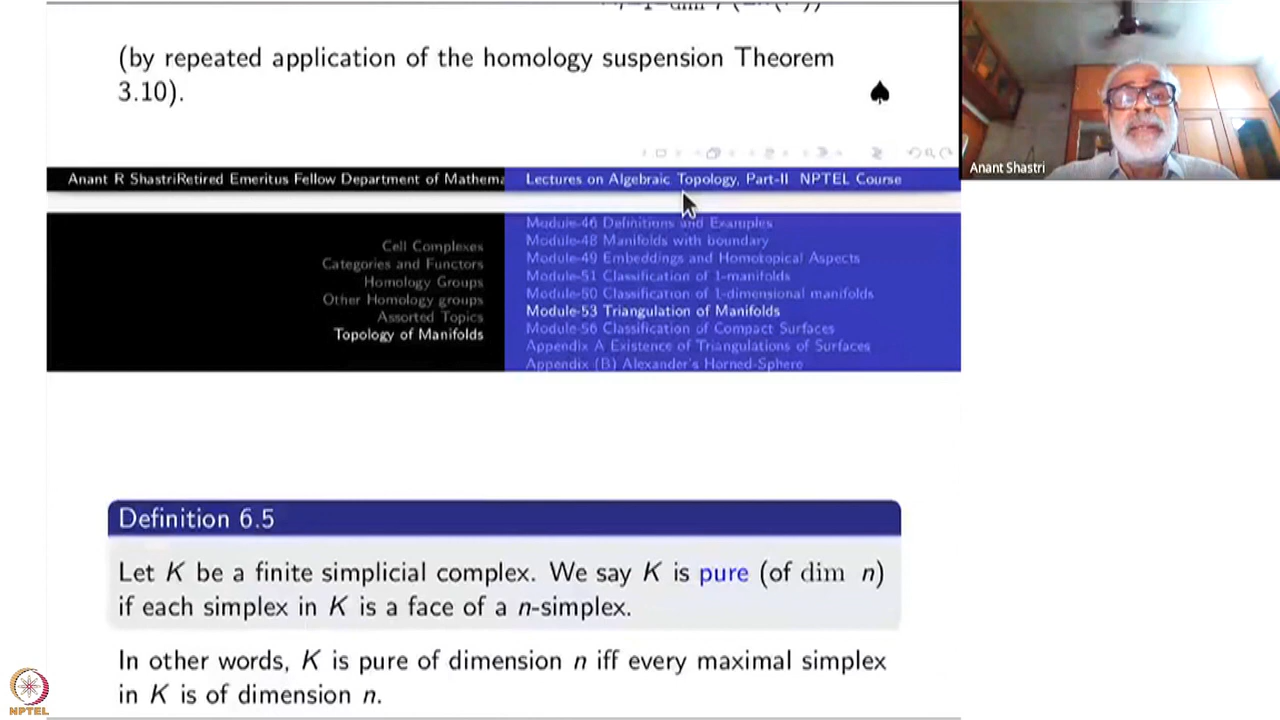 (by repeated application of the homology suspension Theorem
3.10).
Anant Shastri
Anant R ShastriRetired Emeritus Fellow Department of Mathema
Lectures on Algebraic Topology, Part-II NPTEL Course
Cell Complexes
Categories and Functors
Homology Groups
Other Homology groups
Assorted Topics
Topology of Manifolds
Module-46 Definitions and Examples
Module-48 Manifolds with boundary
Module-49 Embeddings and Homotopical Aspects
Module-51 Classification of 1-manifolds
Module-50 Classification of 1-dimensional manifolds
Module-53 Triangulation of Manifolds
Module-56 Classification of Compact Surfaces
Appendix A Existence of Triangulations of Surfaces
Appendix (B) Alexander's Horned-Sphere
Definition 6.5
Let K be a finite simplicial complex. We say K is pure (of dim n)
if each simplex in K is a face of a n-simplex.
In other words, K is pure of dimension n iff every maximal simplex
in K is of dimension n.
NPTEL